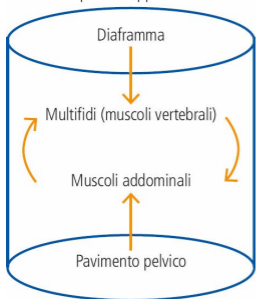 Diaframma
Multifidi (muscoli vertebrali)
Muscoli addominali
Pavimento pelvico